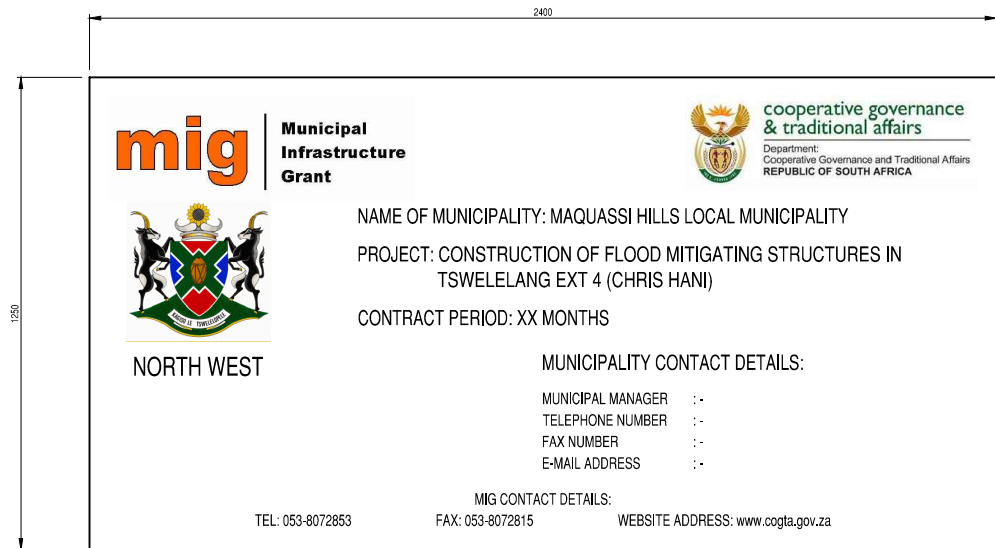 2400
1250
mig
Municipal
Infrastructure
Grant
cooperative governance
& traditional affairs
Department:
Cooperative Governance and Traditional Affairs
REPUBLIC OF SOUTH AFRICA
KAGISO LE TSWELELOPELE
NORTH WEST
NAME OF MUNICIPALITY: MAQUASSI HILLS LOCAL MUNICIPALITY
PROJECT: CONSTRUCTION OF FLOOD MITIGATING STRUCTURES IN
TSWELELANG EXT 4 (CHRIS HANI)
CONTRACT PERIOD: XX MONTHS
MUNICIPALITY CONTACT DETAILS:
MUNICIPAL MANAGER : -
TELEPHONE NUMBER : -
FAX NUMBER : -
E-MAIL ADDRESS : -
MIG CONTACT DETAILS:
TEL: 053-8072853 FAX: 053-8072815 WEBSITE ADDRESS: www.cogta.gov.za